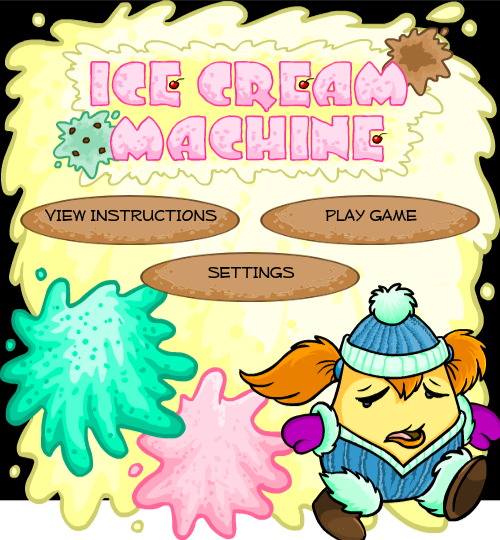 ICE CREAM
MACHINE
VIEW INSTRUCTIONS
PLAY GAME
SETTINGS